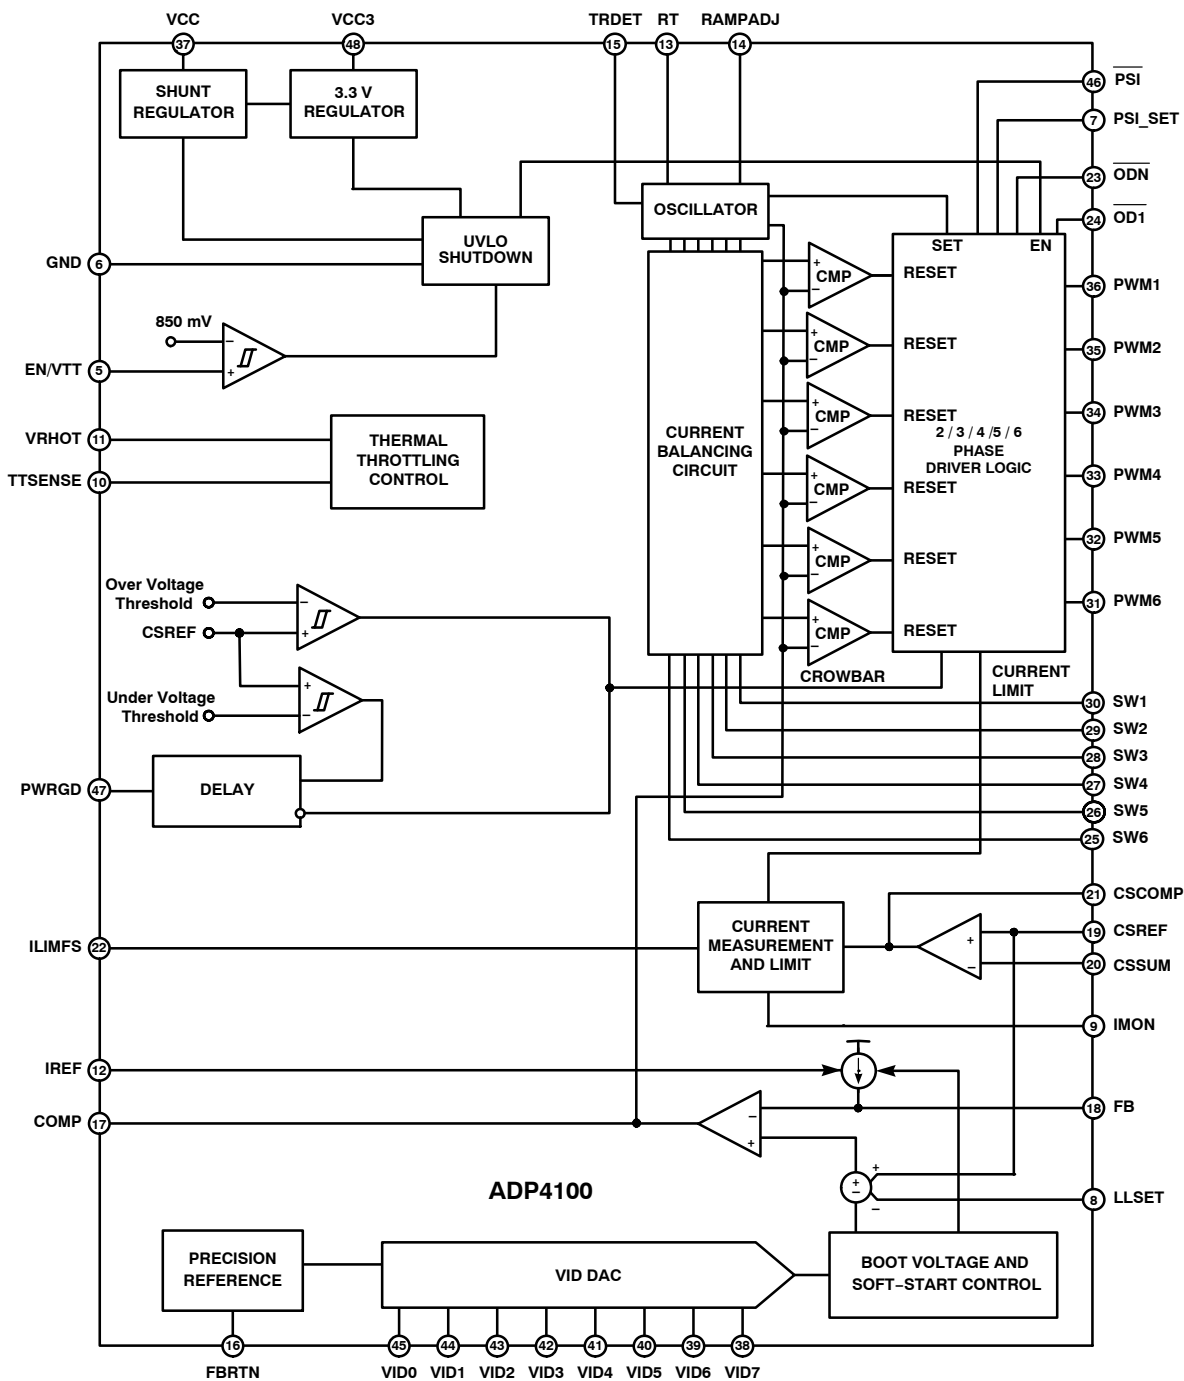 VCC
VCC3
TRDET
RT
RAMPADJ
37
48
15
13
14
SHUNT
REGULATOR
3.3 V
REGULATOR
46
PSI
7
PSI_SET
23
ODN
24
OD1
OSCILLATOR
UVLO
SHUTDOWN
SET
EN
GND
6
850 mV
−
+
EN/VTT
5
VRHOT
11
TTSENSE
10
THERMAL
THROTTLING
CONTROL
CURRENT
BALANCING
CIRCUIT
+
−
CMP
RESET
+
−
CMP
RESET
+
−
CMP
RESET
+
−
CMP
RESET
+
−
CMP
RESET
+
−
CMP
RESET
2 / 3 / 4 /5 / 6
PHASE
DRIVER LOGIC
36
PWM1
35
PWM2
34
PWM3
33
PWM4
32
PWM5
31
PWM6
Over Voltage
Threshold
−
CSREF
+
Under Voltage
Threshold
+
−
CROWBAR
CURRENT
LIMIT
30
SW1
29
SW2
28
SW3
27
SW4
26
SW5
25
SW6
PWRGD
47
DELAY
21
CSCOMP
19
CSREF
20
CSSUM
+
−
ILIMFS
22
CURRENT
MEASUREMENT
AND LIMIT
9
IMON
IREF
12
COMP
17
−
+
18
FB
+
−
+
−
8
LLSET
ADP4100
PRECISION
REFERENCE
VID DAC
BOOT VOLTAGE AND
SOFT−START CONTROL
16
45
44
43
42
41
40
39
38
FBRTN
VID0
VID1
VID2
VID3
VID4
VID5
VID6
VID7